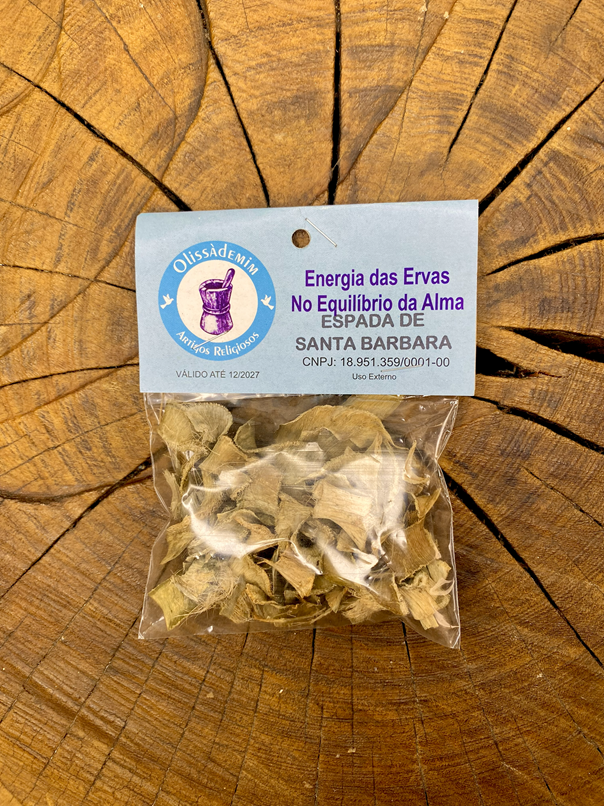 Olissàdemim
Artigos Religiosos
VÁLIDO ATÉ 12/2027
Energia das Ervas
No Equilíbrio da Alma
ESPADA DE
SANTA BARBARA
CNPJ: 18.951.359/0001-00
Uso Externo